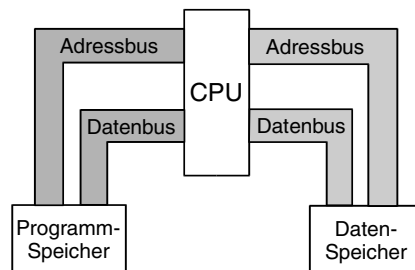 Adressbus
Adressbus
CPU
Datenbus
Datenbus
Programm-
Speicher
Daten-
Speicher